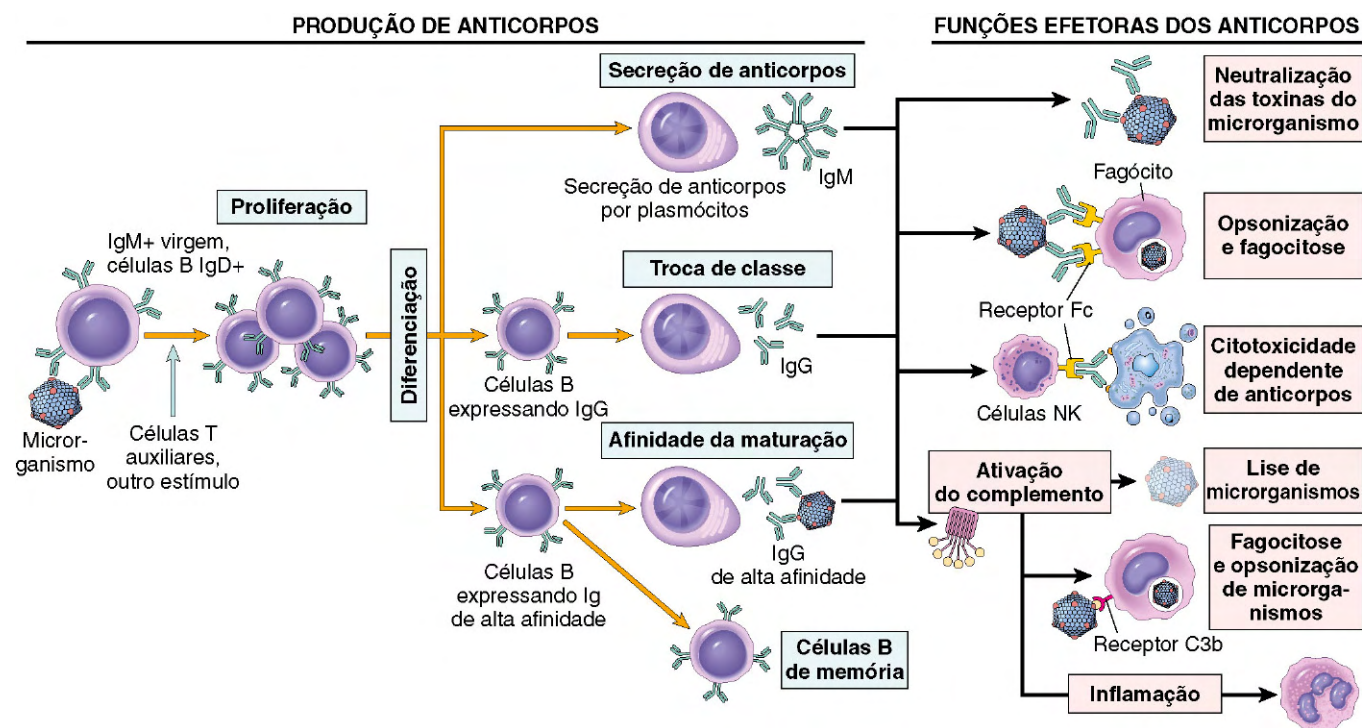 PRODUÇÃO DE ANTICORPOS
FUNÇÕES EFETORAS DOS ANTICORPOS
Secreção de anticorpos
IgM
Secreção de anticorpos
por plasmócitos
Proliferação
IgM+ virgem,
células B IgD+
Micror-
ganismo
Células T
auxiliares,
outro estímulo
Diferenciação
Troca de classe
Células B
expressando IgG
IgG
Afinidade da maturação
Células B
expressando Ig
de alta afinidade
IgG
de alta afinidade
Células B
de memória
Neutralização
das toxinas do
microrganismo
Fagócito
Opsonização
e fagocitose
Receptor Fc
Células NK
Citotoxicidade
dependente
de anticorpos
Ativação
do complemento
Lise de
microrganismos
Fagocitose
e opsonização
de microrga-
nismos
Receptor C3b
Inflamação